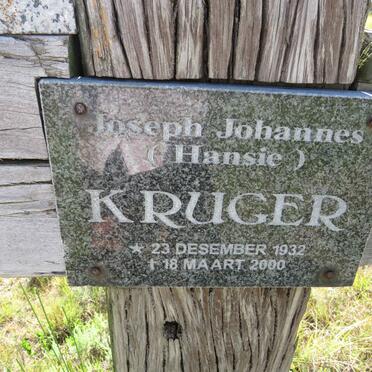 Joseph Johannes
( Hansie )
KRUGER
* 23 DESEMBER 1932
† 18 MAART 2000